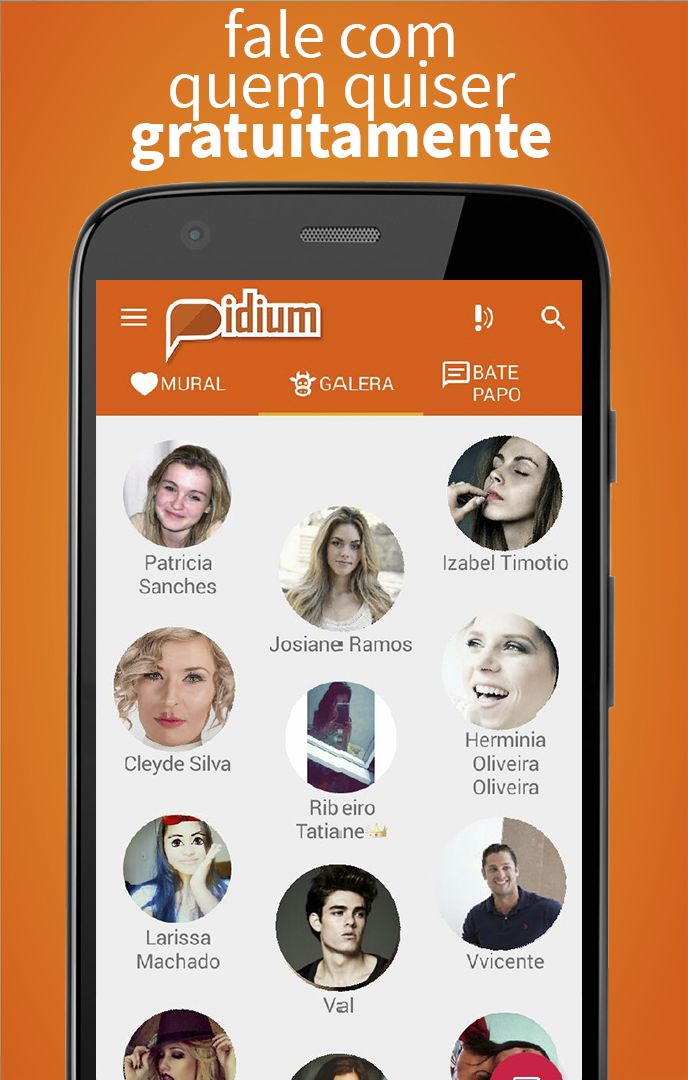 fale com
quem quiser
gratuitamente
Pidium
MURAL
GALERA
BATE
PAPO
Patricia
Sanches
Josiane Ramos
Izabel Timotio
Cleyde Silva
Ribeiro
Tatiane👑
Herminia
Oliveira
Oliveira
Larissa
Machado
Val
Vvicente